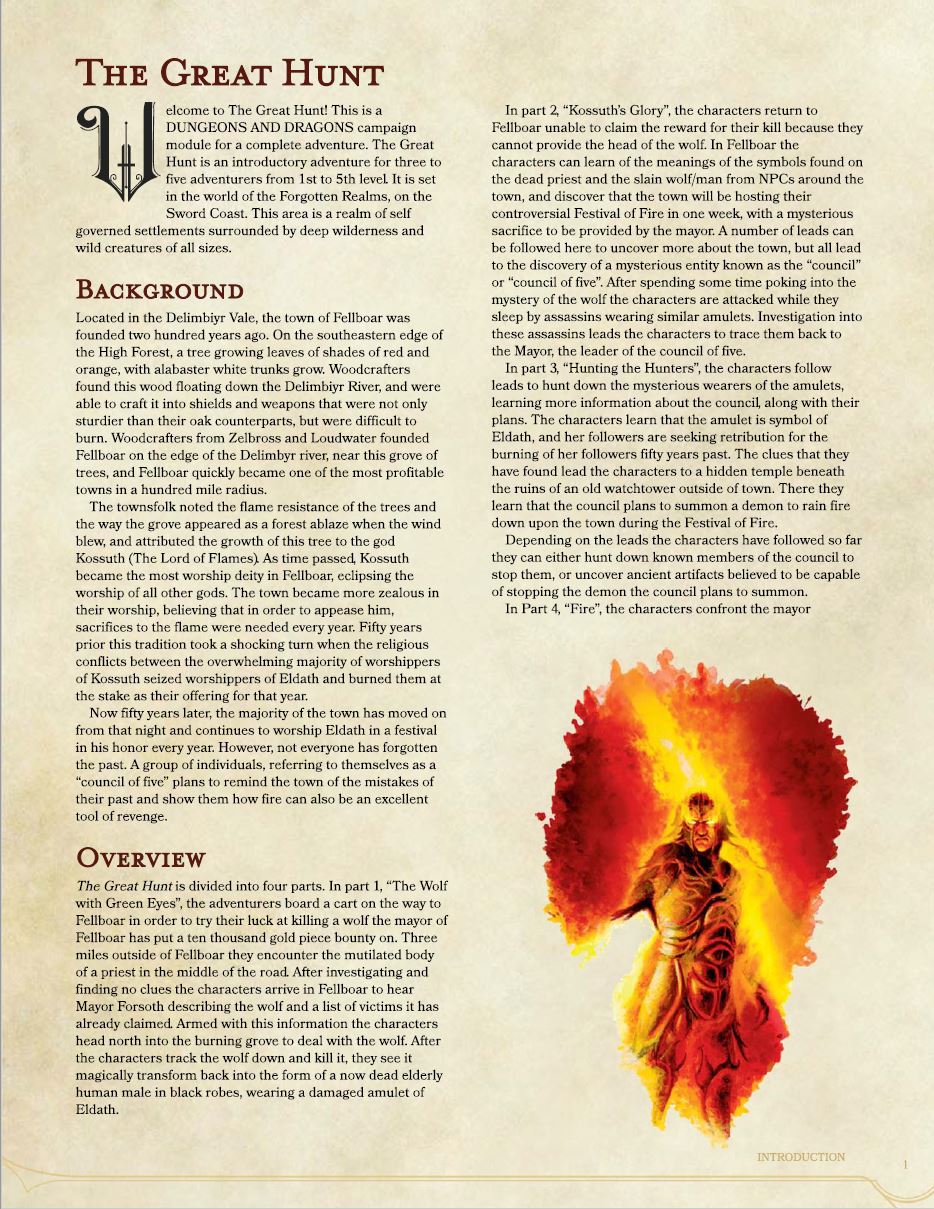 The Great Hunt
Welcome to The Great Hunt! This is a
DUNGEONS AND DRAGONS campaign
module for a complete adventure. The Great
Hunt is an introductory adventure for three to
five adventurers from 1st to 5th level. It is set
in the world of the Forgotten Realms, on the
Sword Coast. This area is a realm of self
governed settlements surrounded by deep wilderness and
wild creatures of all sizes.
Background
Located in the Delimbiyr Vale, the town of Fellboar was
founded two hundred years ago. On the southeastern edge of
the High Forest, a tree growing leaves of shades of red and
orange, with alabaster white trunks grow. Woodcrafters
found this wood floating down the Delimbiyr River, and were
able to craft it into shields and weapons that were not only
sturdier than their oak counterparts, but were difficult to
burn. Woodcrafters from Zelbross and Loudwater founded
Fellboar on the edge of the Delimbyr river, near this grove of
trees, and Fellboar quickly became one of the most profitable
towns in a hundred mile radius.
The townsfolk noted the flame resistance of the trees and
the way the grove appeared as a forest ablaze when the wind
blew, and attributed the growth of this tree to the god
Kossuth (The Lord of Flames). As time passed, Kossuth
became the most worship deity in Fellboar, eclipsing the
worship of all other gods. The town became more zealous in
their worship, believing that in order to appease him,
sacrifices to the flame were needed every year. Fifty years
prior this tradition took a shocking turn when the religious
conflicts between the overwhelming majority of worshippers
of Kossuth seized worshippers of Eldath and burned them at
the stake as their offering for that year.
Now fifty years later, the majority of the town has moved on
from that night and continues to worship Eldath in a festival
in his honor every year. However, not everyone has forgotten
the past. A group of individuals, referring to themselves as a
“council of five” plans to remind the town of the mistakes of
their past and show them how fire can also be an excellent
tool of revenge.
Overview
The Great Hunt is divided into four parts. In part 1, “The Wolf
with Green Eyes”, the adventurers board a cart on the way to
Fellboar in order to try their luck at killing a wolf the mayor of
Fellboar has put a ten thousand gold piece bounty on. Three
miles outside of Fellboar they encounter the mutilated body
of a priest in the middle of the road. After investigating and
finding no clues the characters arrive in Fellboar to hear
Mayor Forsoth describing the wolf and a list of victims it has
already claimed. Armed with this information the characters
head north into the burning grove to deal with the wolf. After
the characters track the wolf down and kill it, they see it
magically transform back into the form of a now dead elderly
human male in black robes, wearing a damaged amulet of
Eldath.
In part 2, “Kossuth’s Glory”, the characters return to
Fellboar unable to claim the reward for their kill because they
cannot provide the head of the wolf. In Fellboar the
characters can learn of the meanings of the symbols found on
the dead priest and the slain wolf/man from NPCs around the
town, and discover that the town will be hosting their
controversial Festival of Fire in one week, with a mysterious
sacrifice to be provided by the mayor. A number of leads can
be followed here to uncover more about the town, but all lead
to the discovery of a mysterious entity known as the “council”
or “council of five”. After spending some time poking into the
mystery of the wolf the characters are attacked while they
sleep by assassins wearing similar amulets. Investigation into
these assassins leads the characters to trace them back to
the Mayor, the leader of the council of five.
In part 3, “Hunting the Hunters”, the characters follow
leads to hunt down the mysterious wearers of the amulets,
learning more information about the council, along with their
plans. The characters learn that the amulet is symbol of
Eldath, and her followers are seeking retribution for the
burning of her followers fifty years past. The clues that they
have found lead the characters to a hidden temple beneath
the ruins of an old watchtower outside of town. There they
learn that the council plans to summon a demon to rain fire
down upon the town during the Festival of Fire.
Depending on the leads the characters have followed so far
they can either hunt down known members of the council to
stop them, or uncover ancient artifacts believed to be capable
of stopping the demon the council plans to summon.
In Part 4, “Fire”, the characters confront the mayor
INTRODUCTION
1